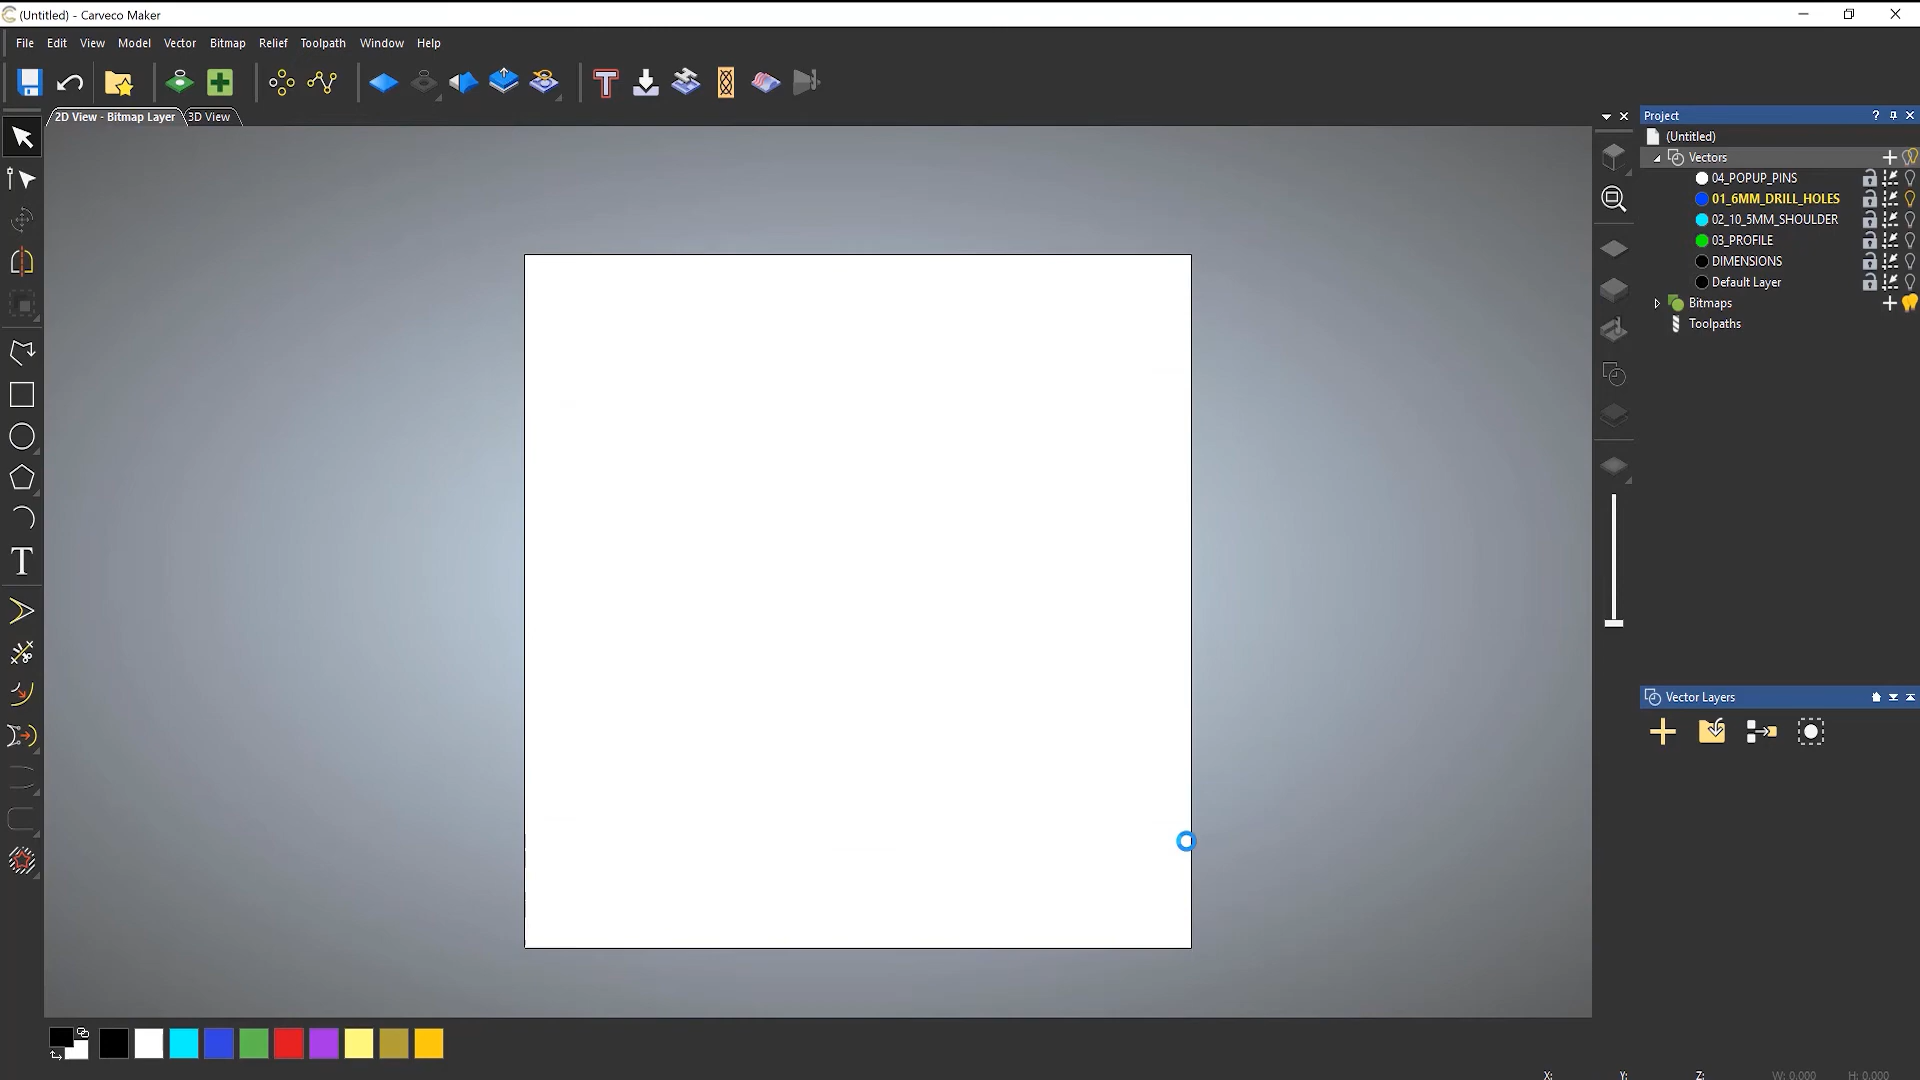 (Untitled) - Carveco Maker
File Edit View Model Vector Bitmap Relief Toolpath Window Help
2D View - Bitmap Layer 3D View
Project
(Untitled)
Vectors
04_POPUP_PINS
01_6MM_DRILL_HOLES
02_10_5MM_SHOULDER
03_PROFILE
DIMENSIONS
Default Layer
Bitmaps
Toolpaths
Vector Layers
T
X: Y: Z: W: 0.000 H: 0.000